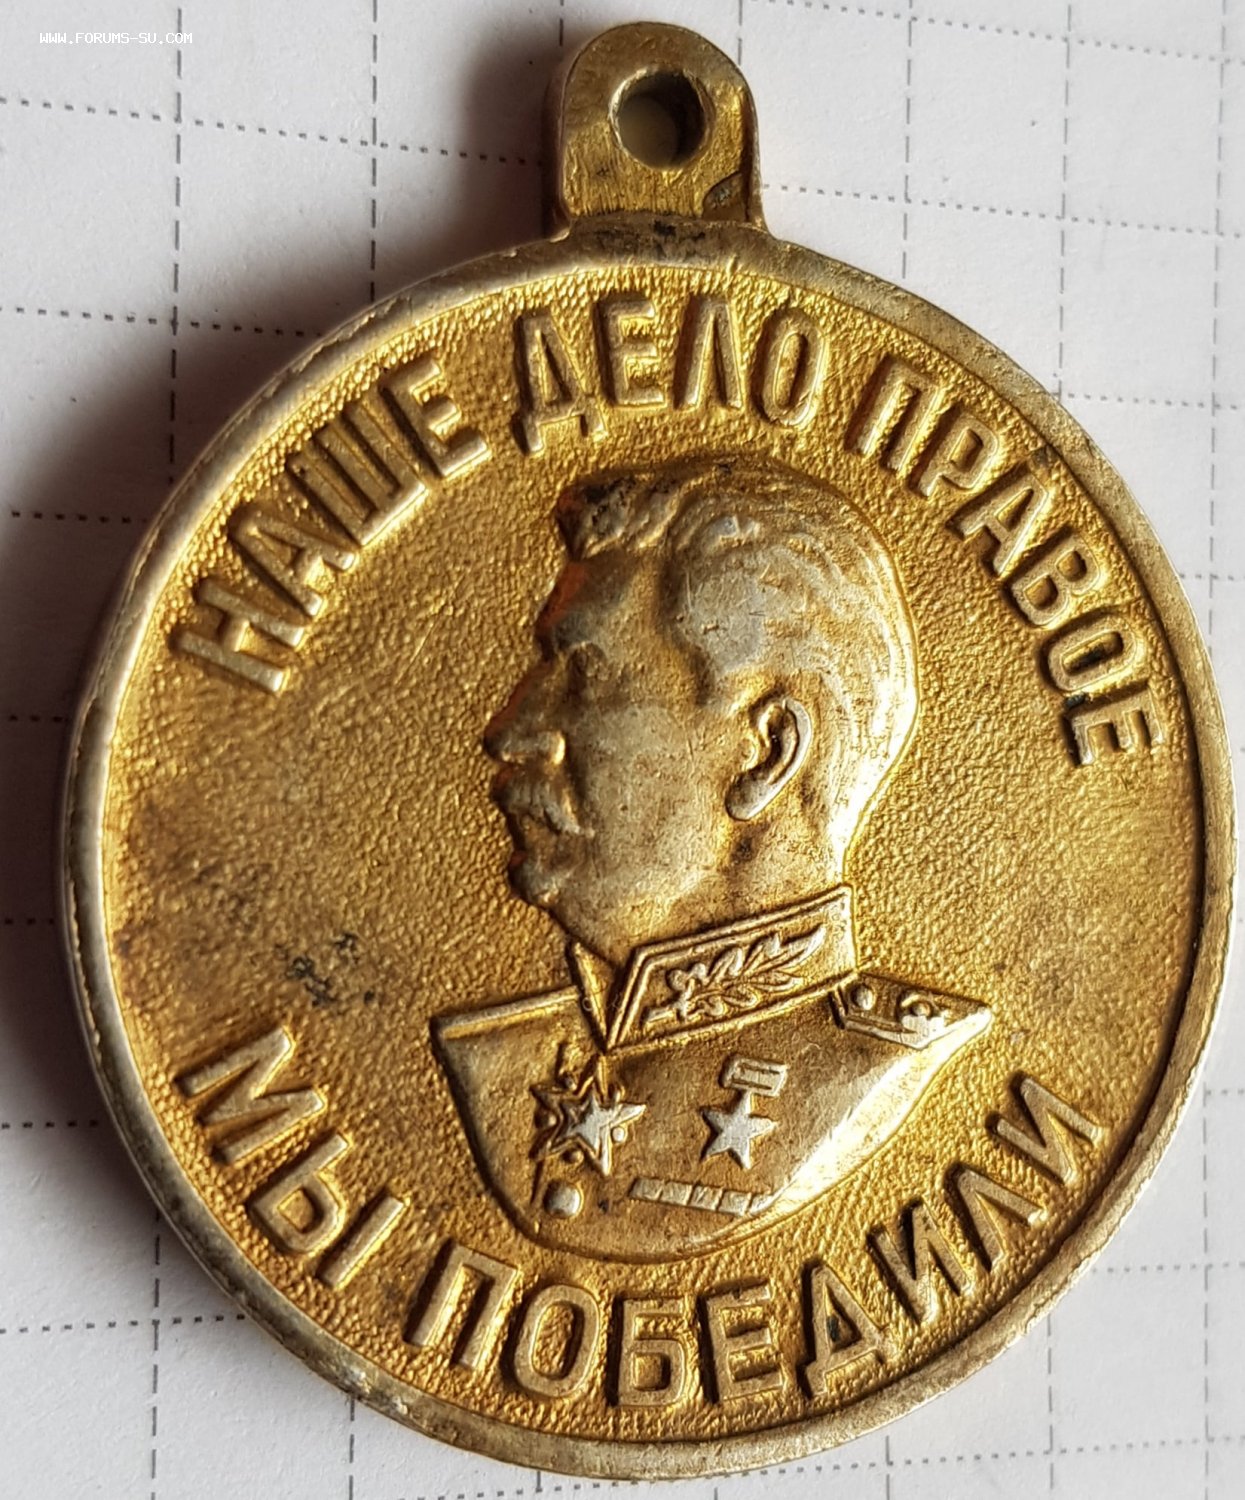 WWW.FORUMS-SU.COM
НАШЕ ДЕЛО ПРАВОЕ
МЫ ПОБЕДИЛИ